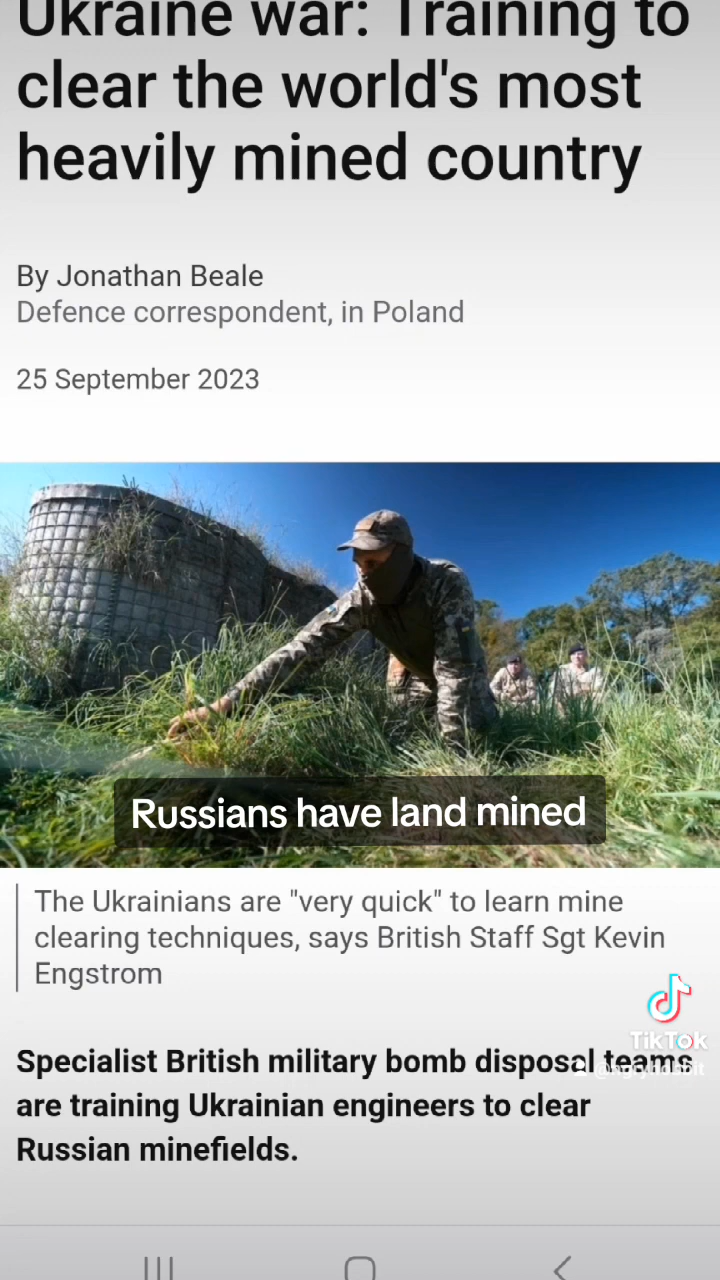 Ukraine war: Training to
clear the world's most
heavily mined country
By Jonathan Beale
Defence correspondent, in Poland
25 September 2023
Russians have land mined
The Ukrainians are "very quick" to learn mine
clearing techniques, says British Staff Sgt Kevin
Engstrom
TikTok
Specialist British military bomb disposal teams
are training Ukrainian engineers to clear
Russian minefields.